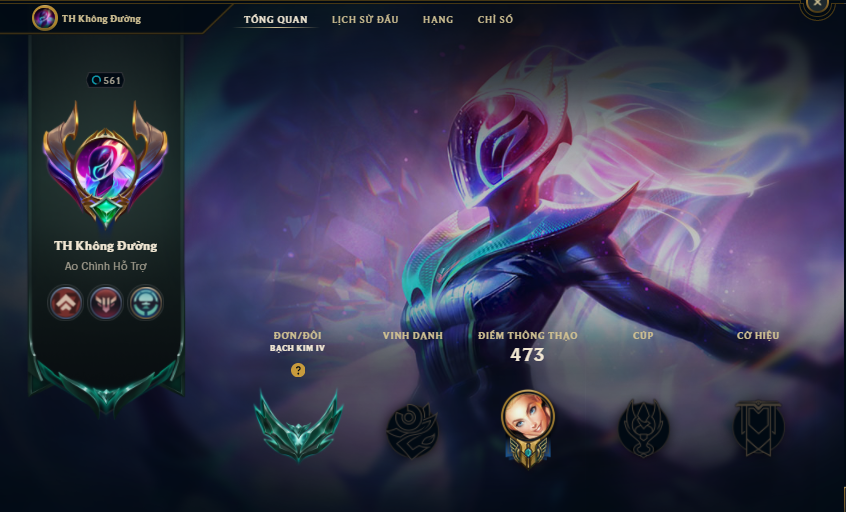 TH Không Đường
TỔNG QUAN
LỊCH SỬ ĐẤU
HẠNG
CHỈ SỐ
561
TH Không Đường
Ao Chình Hỗ Trợ
ĐƠN/ĐÔI
BẠCH KIM IV
?
VINH DANH
ĐIỂM THÔNG THẠO
473
CÚP
CỜ HIỆU